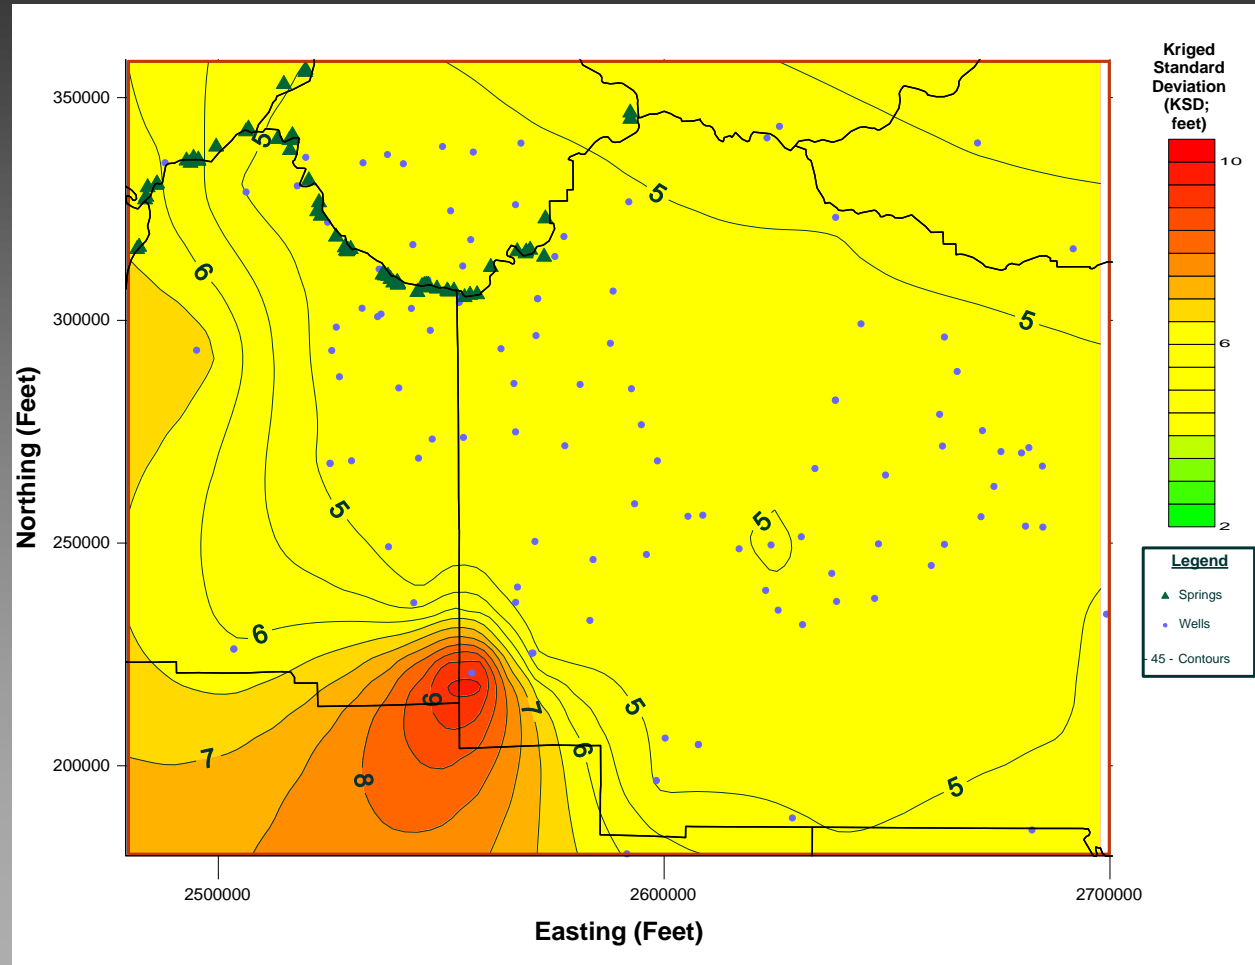 Kriged
Standard
Deviation
(KSD;
feet)
10
6
2
Legend
Springs
Wells
- 45 - Contours
350000
300000
250000
200000
Northing (Feet)
2500000
2600000
2700000
Easting (Feet)
5
5
6
5
5
5
6
9
7
5
7
8
6
5